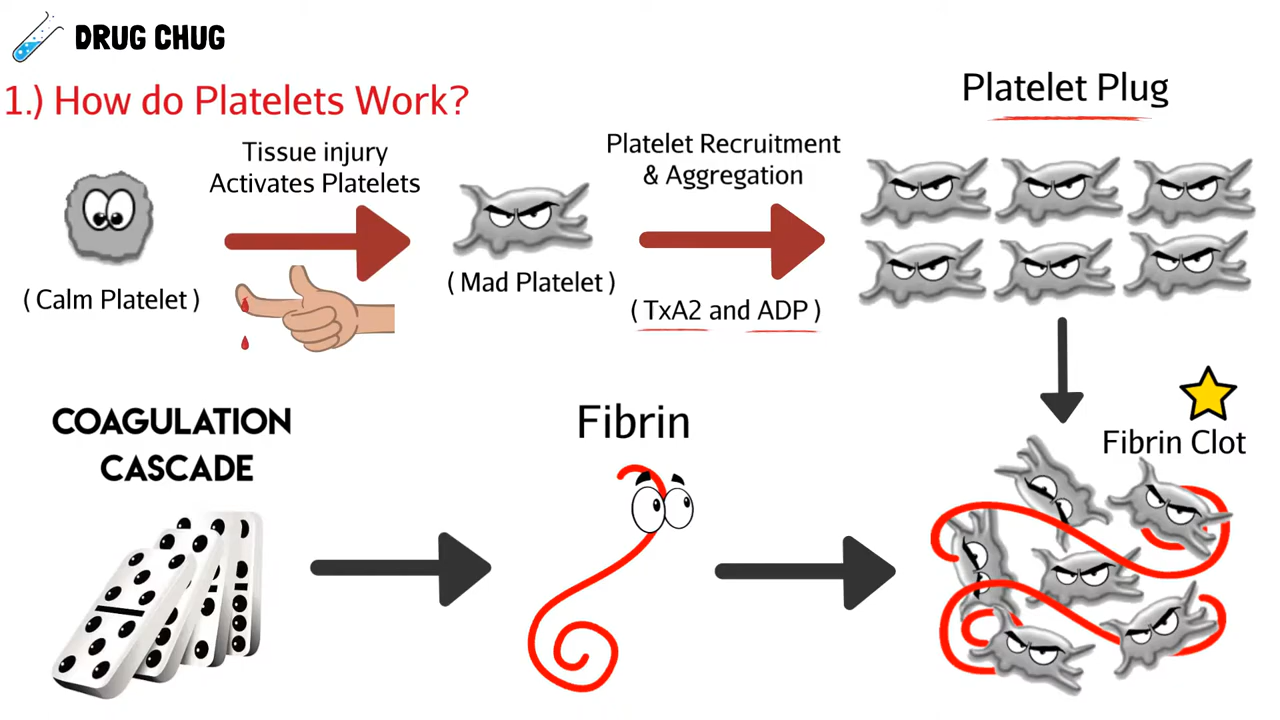 DRUG CHUG
1.) How do Platelets Work?
Platelet Plug
Tissue injury
Activates Platelets
Platelet Recruitment
& Aggregation
( Calm Platelet )
( Mad Platelet )
( TxA2 and ADP )
COAGULATION
CASCADE
Fibrin
Fibrin Clot